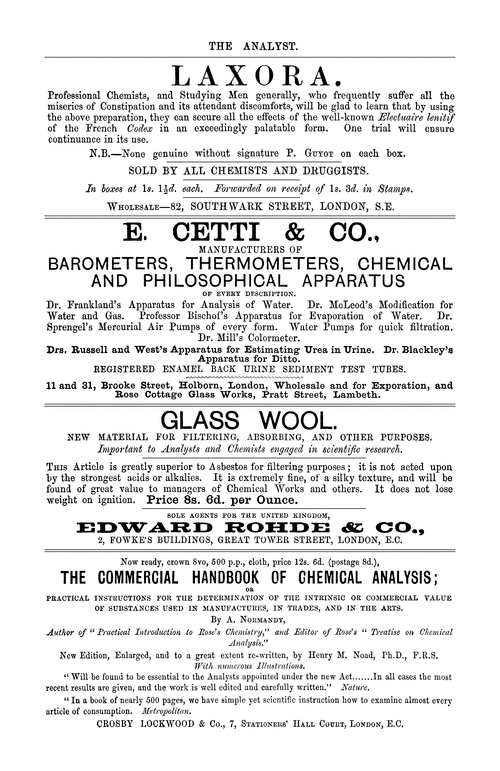 THE ANALYST.
LAXORA.
Professional Chemists, and Studying Men generally, who frequently suffer all the
miseries of Constipation and its attendant discomforts, will be glad to learn that by using
the above preparation, they can secure all the effects of the well-known Electuaire lenitif
of the French Codex in an exceedingly palatable form. One trial will ensure
continuance in its use.
N.B.—None genuine without signature P. GUYOT on each box.
SOLD BY ALL CHEMISTS AND DRUGGISTS.
In boxes at 1s. 1½d. each. Forwarded on receipt of 1s. 3d. in Stamps.
WHOLESALE—82, SOUTHWARK STREET, LONDON, S.E.
E. CETTI & CO.,
MANUFACTURERS OF
BAROMETERS, THERMOMETERS, CHEMICAL
AND PHILOSOPHICAL APPARATUS
OF EVERY DESCRIPTION.
Dr. Frankland's Apparatus for Analysis of Water. Dr. McLeod's Modification for
Water and Gas. Professor Bischof's Apparatus for Evaporation of Water. Dr.
Sprengel's Mercurial Air Pumps of every form. Water Pumps for quick filtration.
Dr. Mill's Colormeter.
Drs. Russell and West's Apparatus for Estimating Urea in Urine. Dr. Blackley's
Apparatus for Ditto.
REGISTERED ENAMEL BACK URINE SEDIMENT TEST TUBES.
11 and 31, Brooke Street, Holborn, London, Wholesale and for Exporation, and
Rose Cottage Glass Works, Pratt Street, Lambeth.
GLASS WOOL.
NEW MATERIAL FOR FILTERING, ABSORBING, AND OTHER PURPOSES.
Important to Analysts and Chemists engaged in scientific research.
THIS Article is greatly superior to Asbestos for filtering purposes; it is not acted upon
by the strongest acids or alkalies. It is extremely fine, of a silky texture, and will be
found of great value to managers of Chemical Works and others. It does not lose
weight on ignition. Price 8s. 6d. per Ounce.
SOLE AGENTS FOR THE UNITED KINGDOM,
EDWARD ROHDE & CO.,
2, FOWKE'S BUILDINGS, GREAT TOWER STREET, LONDON, E.C.
Now ready, crown 8vo, 500 p.p., cloth, price 12s. 6d. (postage 8d.),
THE COMMERCIAL HANDBOOK OF CHEMICAL ANALYSIS;
OR
PRACTICAL INSTRUCTIONS FOR THE DETERMINATION OF THE INTRINSIC OR COMMERCIAL VALUE
OF SUBSTANCES USED IN MANUFACTURES, IN TRADES, AND IN THE ARTS.
By A. NORMANDY,
Author of "Practical Introduction to Rose's Chemistry," and Editor of Rose's "Treatise on Chemical
Analysis."
New Edition, Enlarged, and to a great extent re-written, by Henry M. Noad, Ph.D., F.R.S.
With numerous Illustrations.
"Will be found to be essential to the Analysts appointed under the new Act.......In all cases the most
recent results are given, and the work is well edited and carefully written." Nature.
"In a book of nearly 500 pages, we have simple yet scientific instruction how to examine almost every
article of consumption. Metropolitan.
CROSBY LOCKWOOD & Co., 7, STATIONERS' HALL COURT, LONDON, E.C.